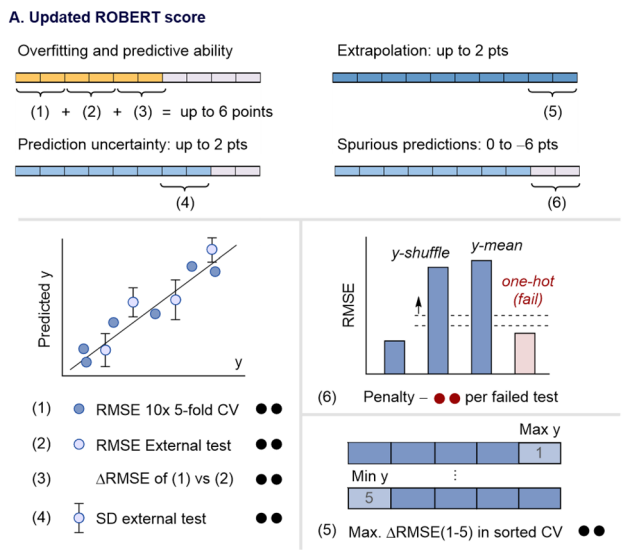 A. Updated ROBERT score
Overfitting and predictive ability
(1) + (2) + (3) = up to 6 points
Extrapolation: up to 2 pts
(5)
Prediction uncertainty: up to 2 pts
(4)
Spurious predictions: 0 to −6 pts
(6)
Predicted y
y
(1) RMSE 10x 5-fold CV
(2) RMSE External test
(3) ΔRMSE of (1) vs (2)
(4) SD external test
RMSE
y-shuffle
y-mean
one-hot
(fail)
(6) Penalty – ●● per failed test
Max y
1
Min y
⋮
5
(5) Max. ΔRMSE(1-5) in sorted CV